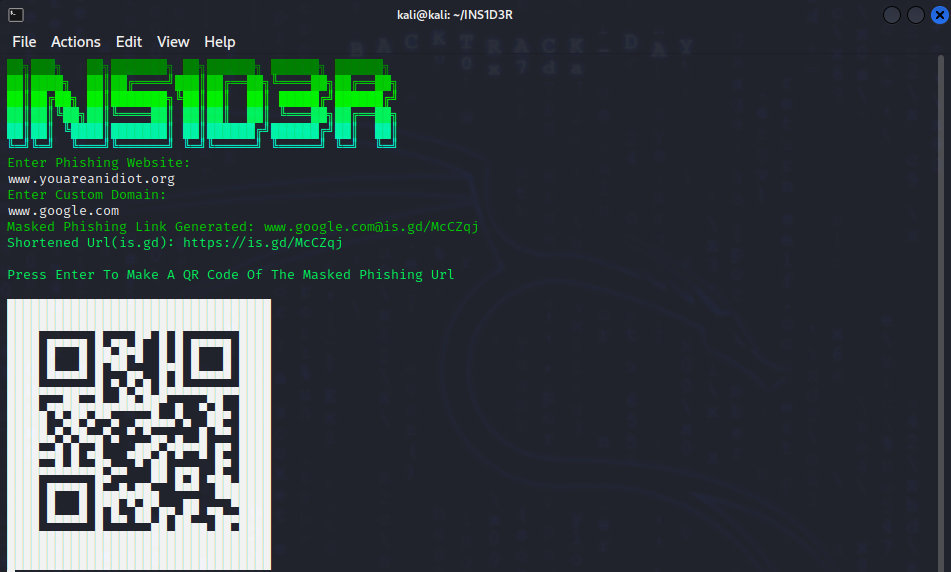 kali@kali: ~/INS1D3R
File Actions Edit View Help
BACKTRACK-DAY
0x7da
INS1D3R
Enter Phishing Website:
www.youareanidiot.org
Enter Custom Domain:
www.google.com
Masked Phishing Link Generated: www.google.com@is.gd/McCZqj
Shortened Url(is.gd): https://is.gd/McCZqj
Press Enter To Make A QR Code Of The Masked Phishing Url